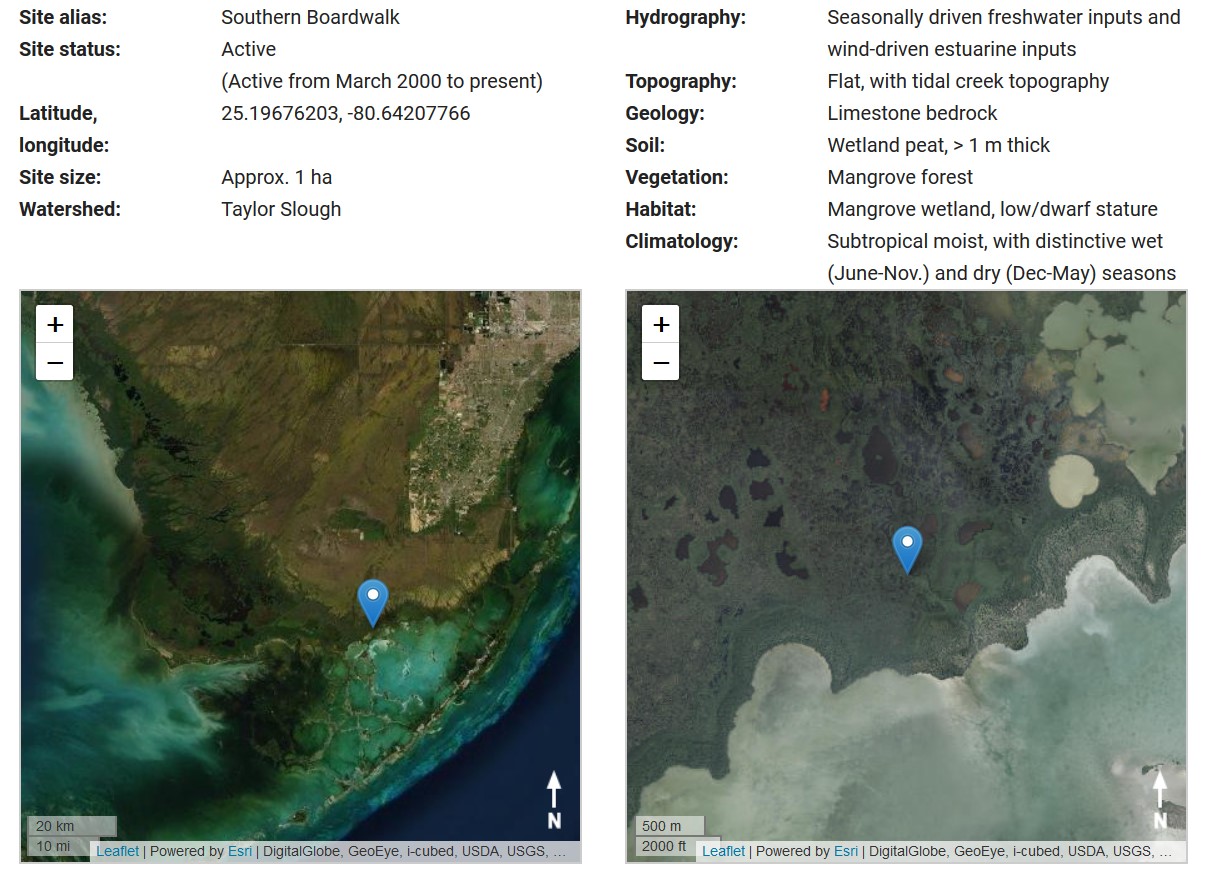 Site alias: Southern Boardwalk
Site status: Active
(Active from March 2000 to present)
Latitude, 25.19676203, -80.64207766
longitude:
Site size: Approx. 1 ha
Watershed: Taylor Slough
Hydrography: Seasonally driven freshwater inputs and
wind-driven estuarine inputs
Topography: Flat, with tidal creek topography
Geology: Limestone bedrock
Soil: Wetland peat, > 1 m thick
Vegetation: Mangrove forest
Habitat: Mangrove wetland, low/dwarf stature
Climatology: Subtropical moist, with distinctive wet
(June-Nov.) and dry (Dec-May) seasons
+
−
N
20 km
10 mi
Leaflet | Powered by Esri | DigitalGlobe, GeoEye, i-cubed, USDA, USGS, ...
+
−
N
500 m
2000 ft
Leaflet | Powered by Esri | DigitalGlobe, GeoEye, i-cubed, USDA, USGS, ...